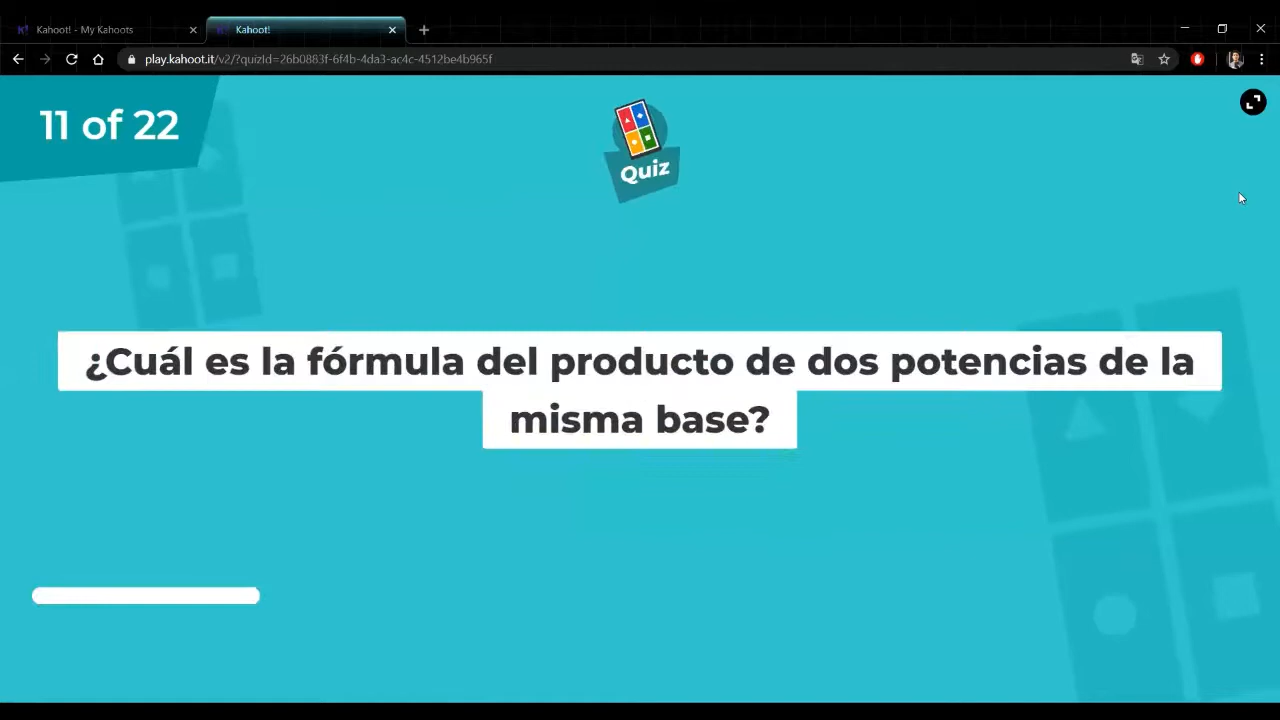 Kahoot! - My Kahoots
Kahoot!
play.kahoot.it/v2/?quizId=26b0883f-6f4b-4da3-ac4c-4512be4b965f
11 of 22
Quiz
¿Cuál es la fórmula del producto de dos potencias de la
misma base?